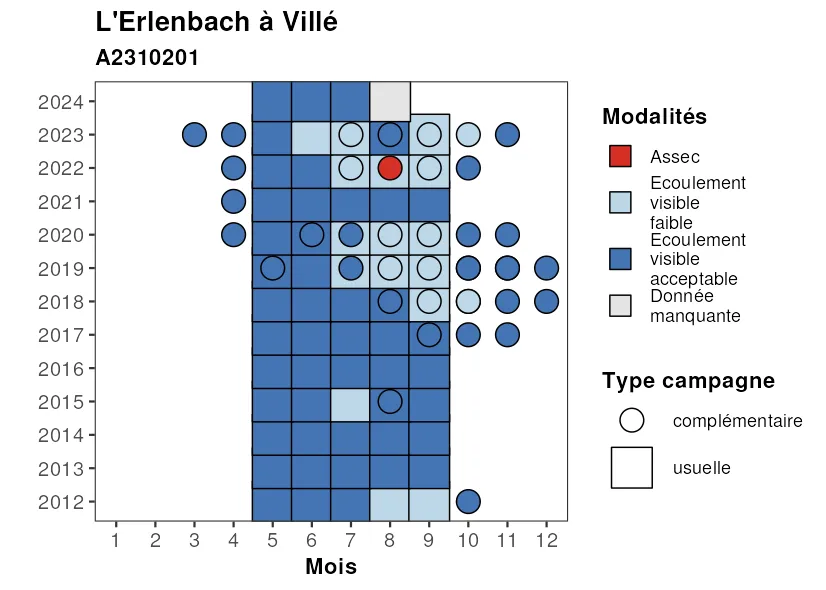 L'Erlenbach à Villé
A2310201
2024
2023
2022
2021
2020
2019
2018
2017
2016
2015
2014
2013
2012
1 2 3 4 5 6 7 8 9 10 11 12
Mois
Modalités
Assec
Ecoulement
visible
faible
Ecoulement
visible
acceptable
Donnée
manquante
Type campagne
complémentaire
usuelle